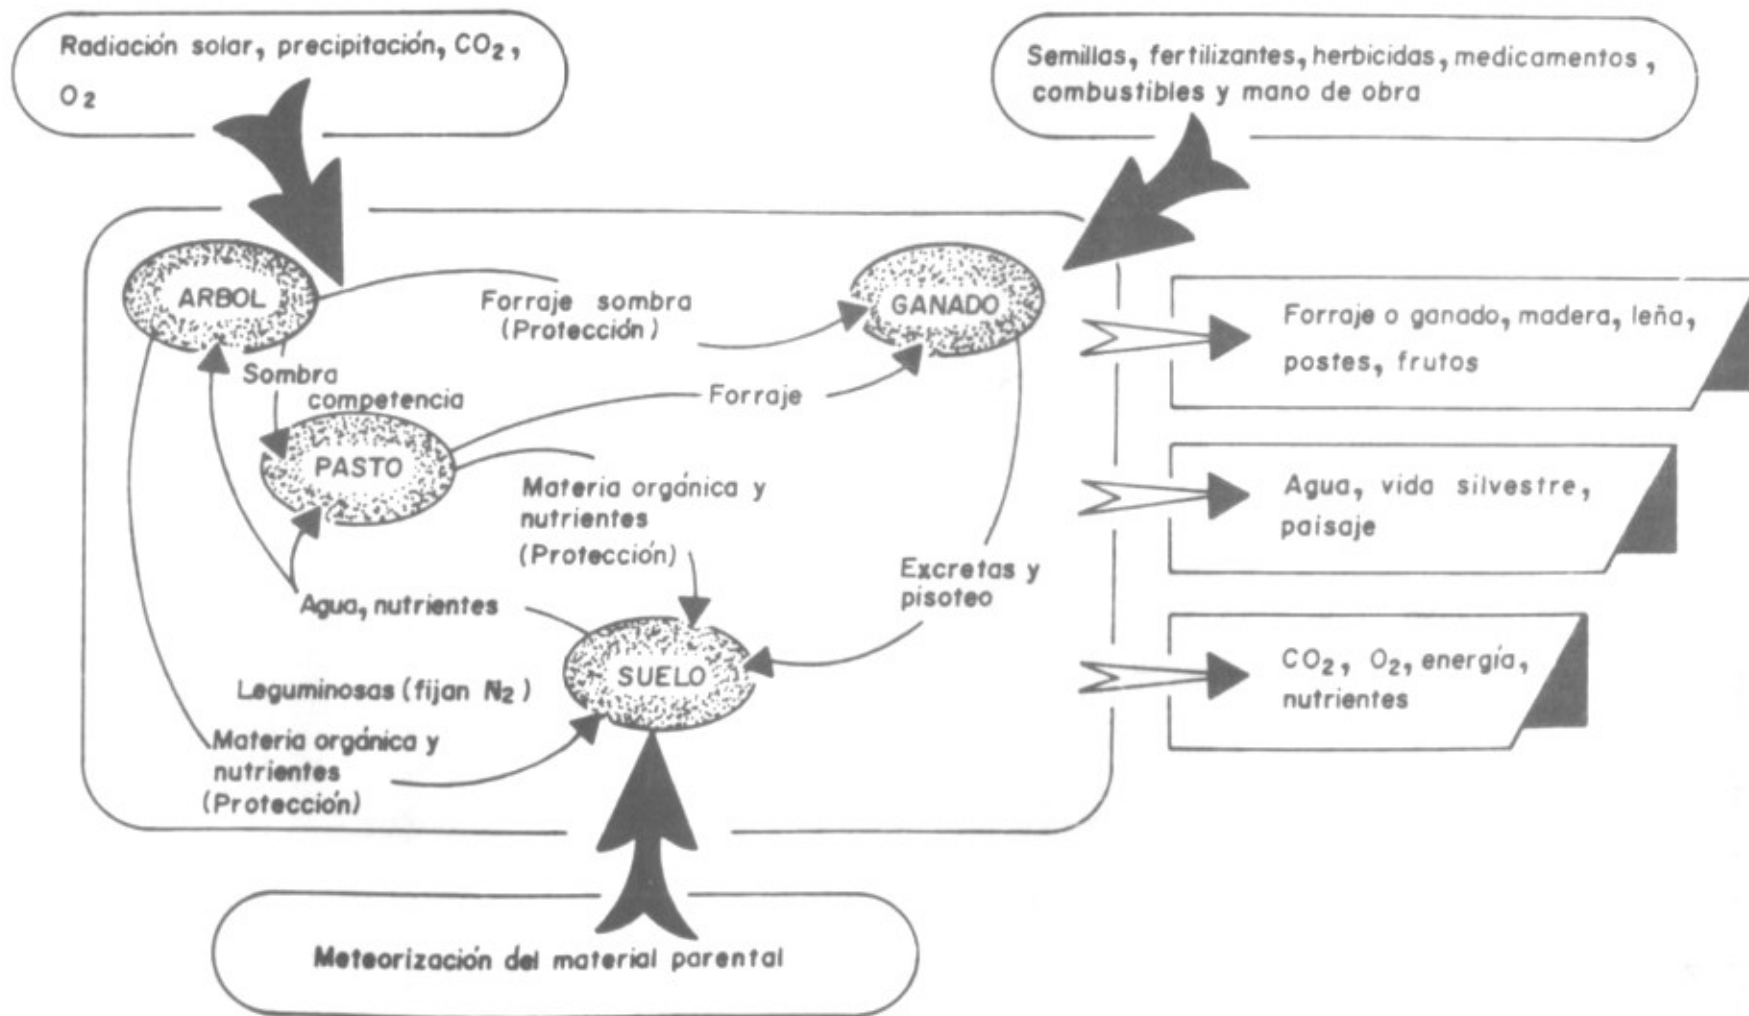 Radiación solar, precipitación, CO₂,
O₂
Semillas, fertilizantes, herbicidas, medicamentos,
combustibles y mano de obra
ARBOL
Forraje sombra
(Protección)
GANADO
Forraje o ganado, madera, leña,
postes, frutos
Sombra
competencia
Forraje
PASTO
Materia orgánica y
nutrientes
(Protección)
Agua, vida silvestre,
paisaje
Excretas y
pisoteo
Agua, nutrientes
SUELO
CO₂, O₂, energía,
nutrientes
Leguminosas (fijan N₂)
Materia orgánica y
nutrientes
(Protección)
Meteorización del material parental